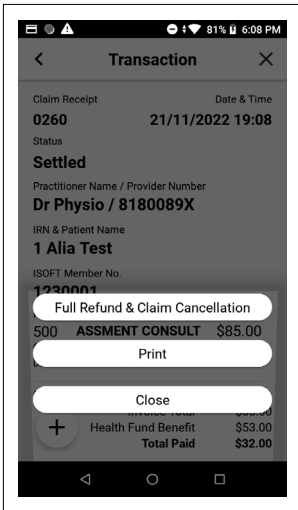 81% 6:08 PM
Transaction
Claim Receipt Date & Time
0260 21/11/2022 19:08
Status
Settled
Practitioner Name / Provider Number
Dr Physio / 8180089X
IRN & Patient Name
1 Alia Test
ISOFT Member No.
1230001
Full Refund & Claim Cancellation
500 ASSMENT CONSULT $85.00
Print
Close
Invoice Total
Health Fund Benefit $53.00
Total Paid $32.00